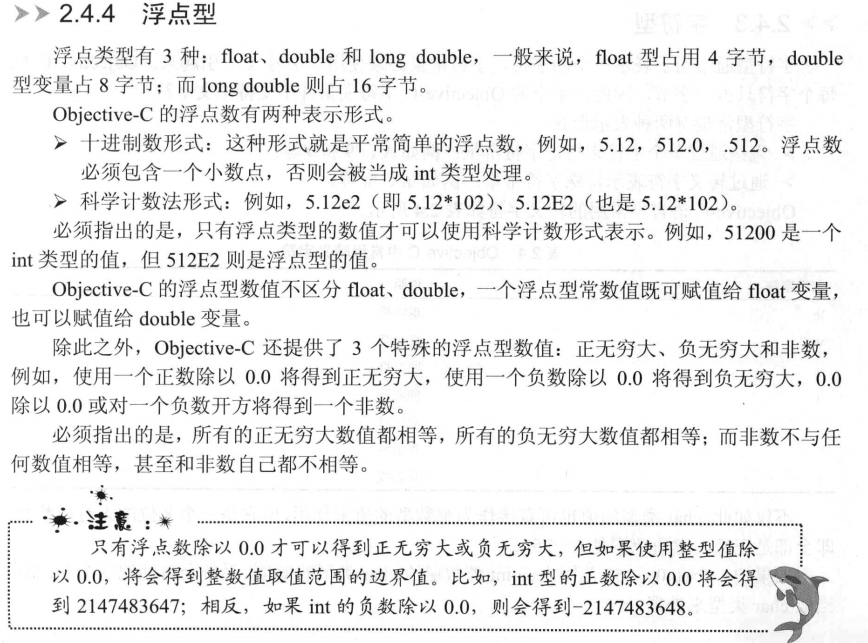 ➢➢ 2.4.4 浮点型
浮点类型有 3 种：float、double 和 long double，一般来说，float 型占用 4 字节，double
型变量占 8 字节；而 long double 则占 16 字节。
Objective-C 的浮点数有两种表示形式。
➢ 十进制数形式：这种形式就是平常简单的浮点数，例如，5.12，512.0，.512。浮点数
必须包含一个小数点，否则会被当成 int 类型处理。
➢ 科学计数法形式：例如，5.12e2（即 5.12*102）、5.12E2（也是 5.12*102）。
必须指出的是，只有浮点类型的数值才可以使用科学计数形式表示。例如，51200 是一个
int 类型的值，但 512E2 则是浮点型的值。
Objective-C 的浮点型数值不区分 float、double，一个浮点型常数值既可赋值给 float 变量，
也可以赋值给 double 变量。
除此之外，Objective-C 还提供了 3 个特殊的浮点型数值：正无穷大、负无穷大和非数，
例如，使用一个正数除以 0.0 将得到正无穷大，使用一个负数除以 0.0 将得到负无穷大，0.0
除以 0.0 或对一个负数开方将得到一个非数。
必须指出的是，所有的正无穷大数值都相等，所有的负无穷大数值都相等；而非数不与任
何数值相等，甚至和非数自己都不相等。
注意：
只有浮点数除以 0.0 才可以得到正无穷大或负无穷大，但如果使用整型值除
以 0.0，将会得到整数值取值范围的边界值。比如，int 型的正数除以 0.0 将会得
到 2147483647；相反，如果 int 的负数除以 0.0，则会得到-2147483648。